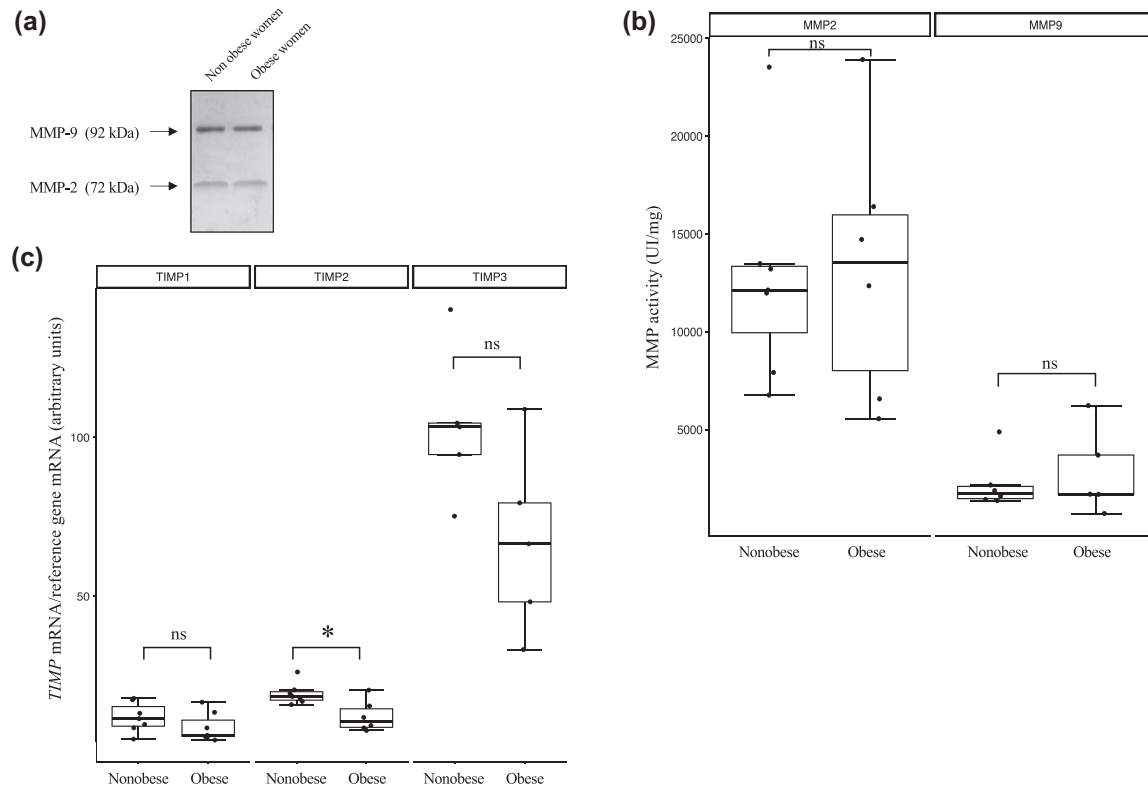 (a)
Non obese women
Obese women
MMP-9 (92 kDa)
MMP-2 (72 kDa)
(b)
MMP2
MMP9
MMP activity (UI/mg)
25000
20000
15000
10000
5000
ns
ns
Nonobese
Obese
Nonobese
Obese
(c)
TIMP1
TIMP2
TIMP3
TIMP mRNA/reference gene mRNA (arbitrary units)
100
50
ns
*
ns
Nonobese
Obese
Nonobese
Obese
Nonobese
Obese